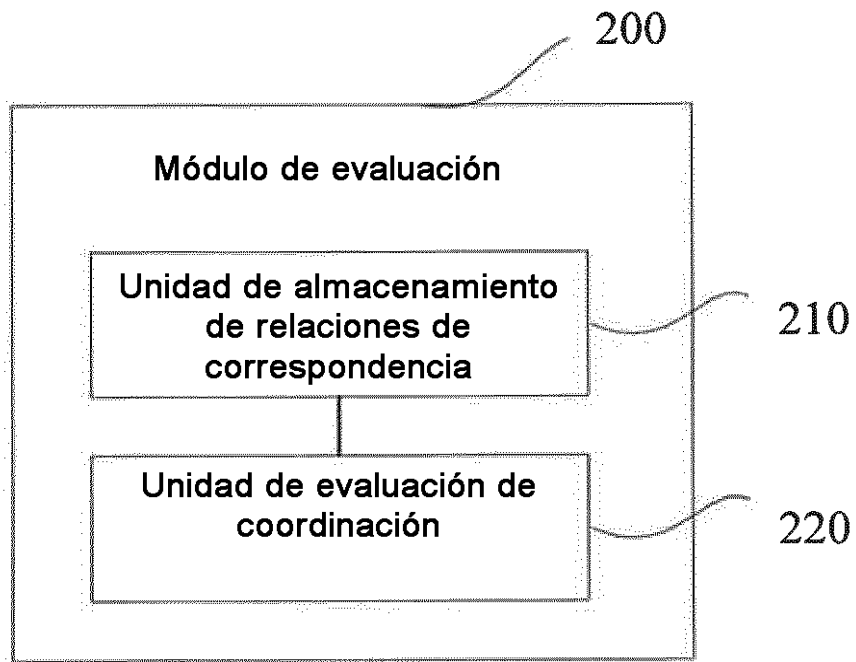 200
Módulo de evaluación
Unidad de almacenamiento
de relaciones de
correspondencia
210
Unidad de evaluación de
coordinación
220